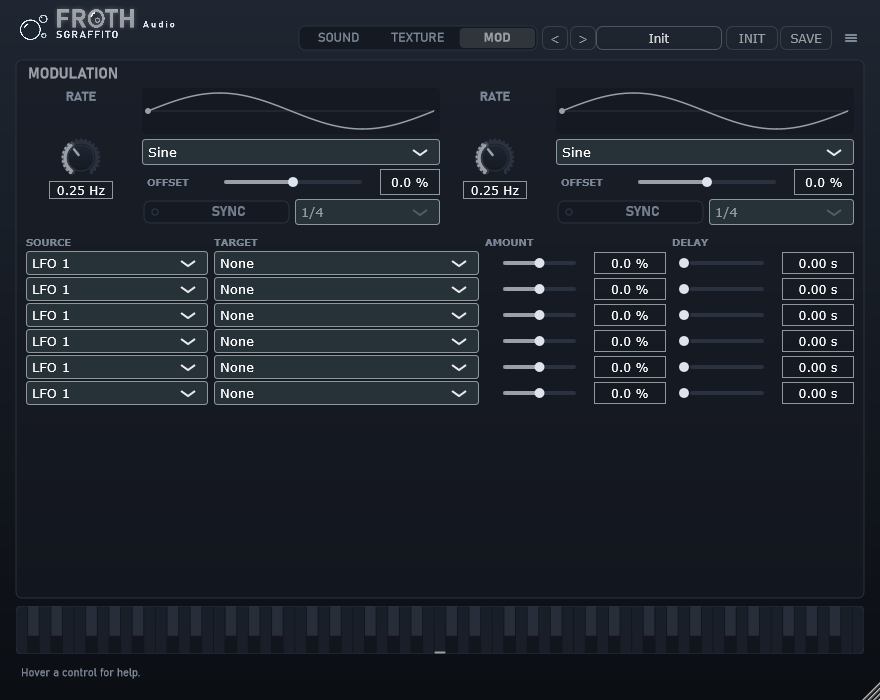 FROTH Audio
SGRAFFITO
SOUND TEXTURE MOD < > Init INIT SAVE
MODULATION
RATE RATE
Sine Sine
OFFSET 0.0 % OFFSET 0.0 %
0.25 Hz 0.25 Hz
SYNC 1/4 SYNC 1/4
SOURCE TARGET AMOUNT DELAY
LFO 1 None 0.0 % 0.00 s
LFO 1 None 0.0 % 0.00 s
LFO 1 None 0.0 % 0.00 s
LFO 1 None 0.0 % 0.00 s
LFO 1 None 0.0 % 0.00 s
LFO 1 None 0.0 % 0.00 s
Hover a control for help.